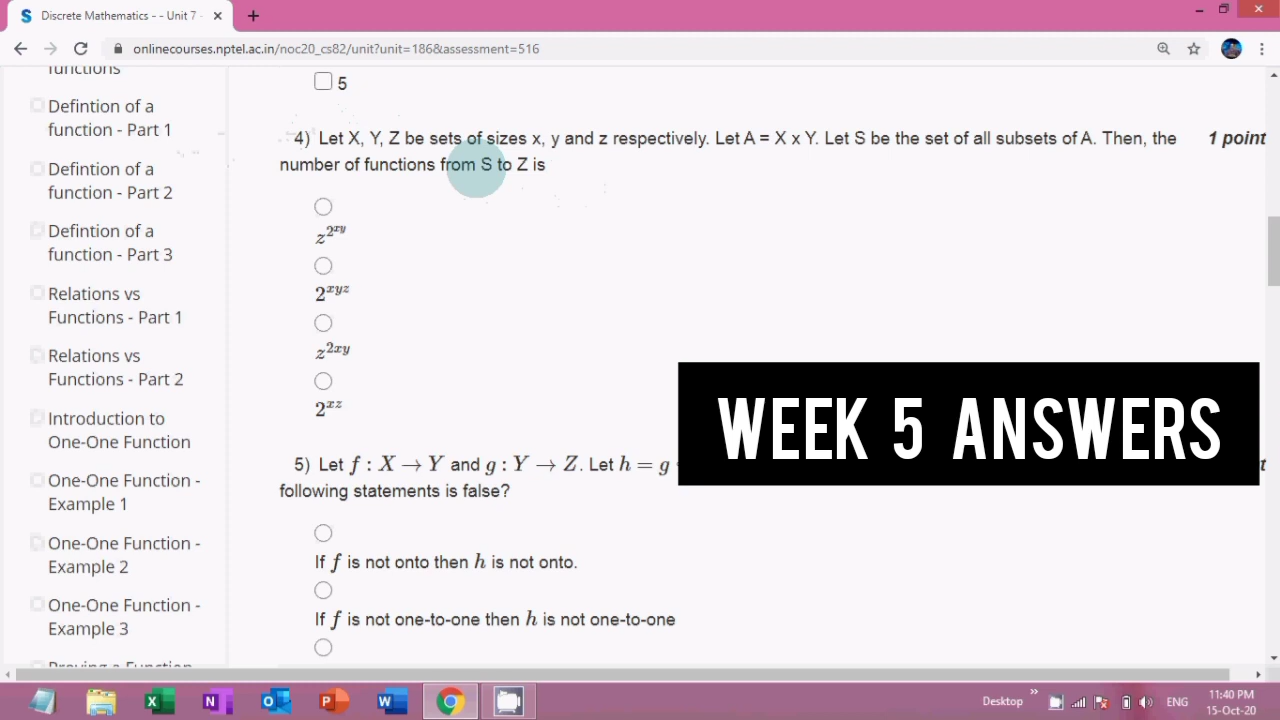 Discrete Mathematics - - Unit 7 -
onlinecourses.nptel.ac.in/noc20_cs82/unit?unit=186&assessment=516
functions
Defintion of a
function - Part 1
Defintion of a
function - Part 2
Defintion of a
function - Part 3
Relations vs
Functions - Part 1
Relations vs
Functions - Part 2
Introduction to
One-One Function
One-One Function -
Example 1
One-One Function -
Example 2
One-One Function -
Example 3
Proving a Function
5
4) Let X, Y, Z be sets of sizes x, y and z respectively. Let A = X x Y. Let S be the set of all subsets of A. Then, the 1 point
number of functions from S to Z is
z^{2^{xy}}
2^{xyz}
z^{2xy}
2^{xz}
5) Let f : X → Y and g : Y → Z. Let h = g
following statements is false?
If f is not onto then h is not onto.
If f is not one-to-one then h is not one-to-one
WEEK 5 ANSWERS
Desktop
ENG
11:40 PM
15-Oct-20